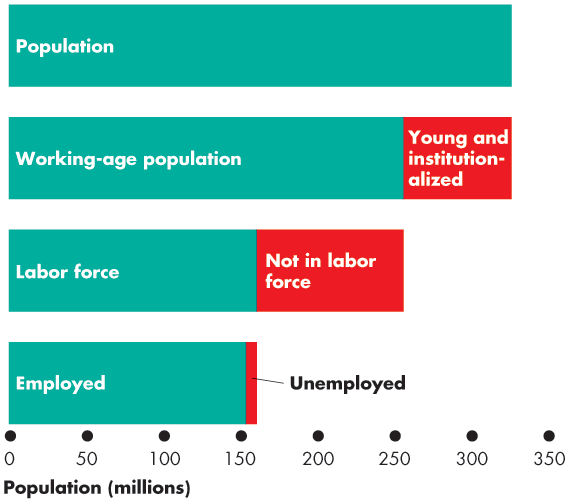 Population
Working-age population
Young and
institution-
alized
Labor force
Not in labor
force
Employed
Unemployed
0 50 100 150 200 250 300 350
Population (millions)